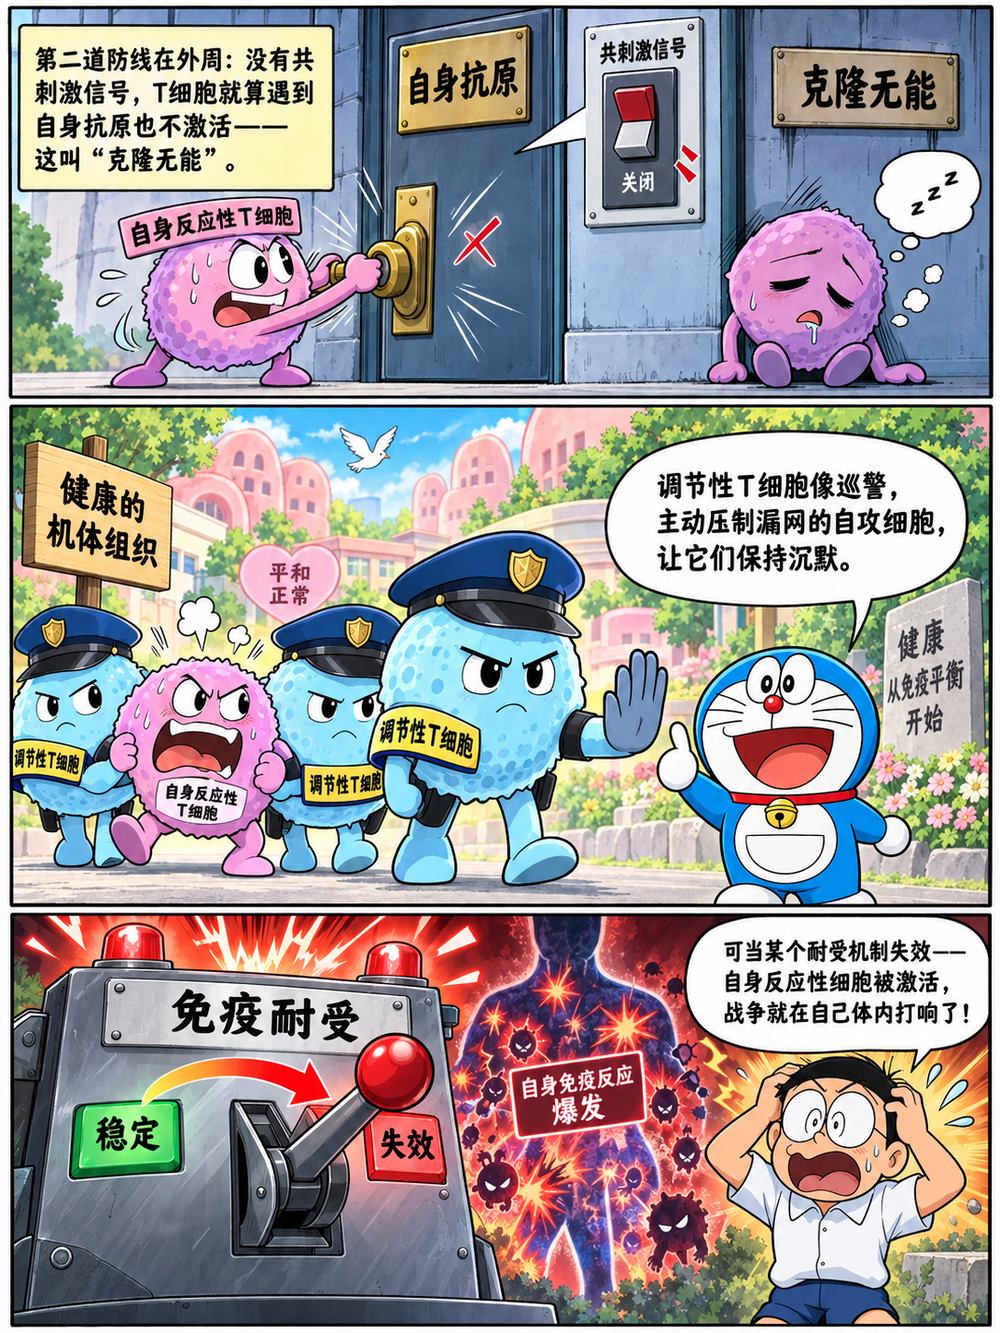 第二道防线在外周：没有共
刺激信号，T细胞就算遇到
自身抗原也不激活——
这叫“克隆无能”。
自身抗原
共刺激信号
关闭
克隆无能
自身反应性T细胞
z z z
健康的
机体组织
平和
正常
调节性T细胞像巡警，
主动压制漏网的自攻细胞，
让它们保持沉默。
健康
从免疫平衡
开始
调节性T细胞
自身反应性
T细胞
调节性T细胞
调节性T细胞
免疫耐受
稳定
失效
自身免疫反应
爆发
可当某个耐受机制失效——
自身反应性细胞被激活，
战争就在自己体内打响了！